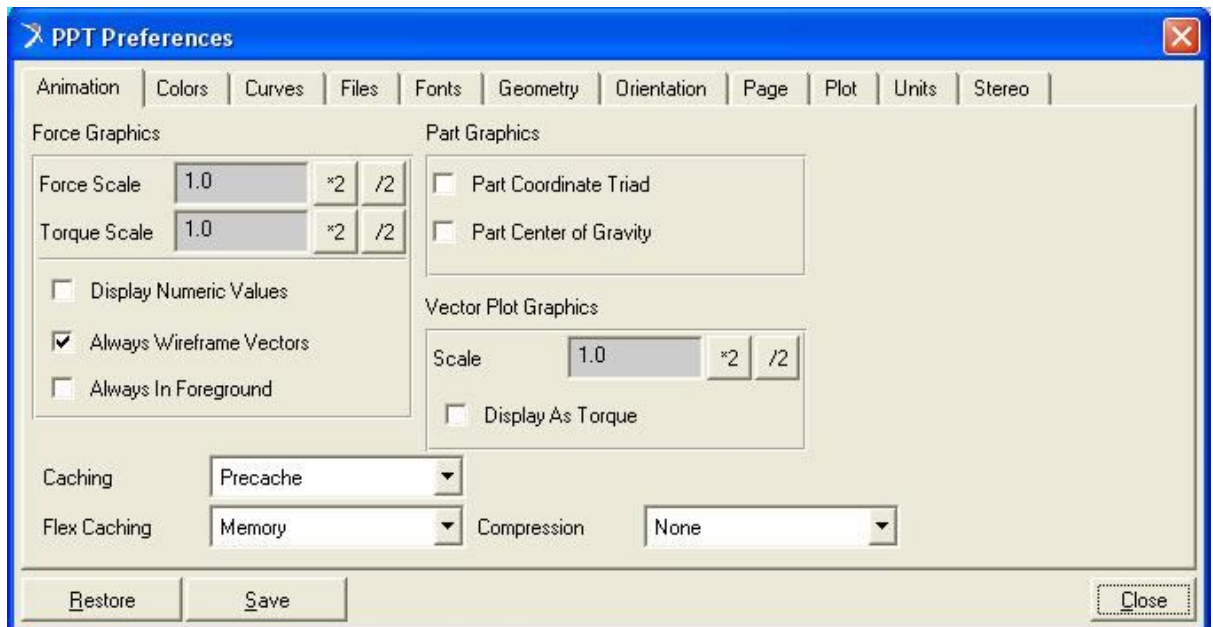 PPT Preferences
Animation Colors Curves Files Fonts Geometry Orientation Page Plot Units Stereo
Force Graphics
Force Scale 1.0 *2 /2
Torque Scale 1.0 *2 /2
Display Numeric Values
Always Wireframe Vectors
Always In Foreground
Part Graphics
Part Coordinate Triad
Part Center of Gravity
Vector Plot Graphics
Scale 1.0 *2 /2
Display As Torque
Caching Precache
Flex Caching Memory Compression None
Restore Save Close